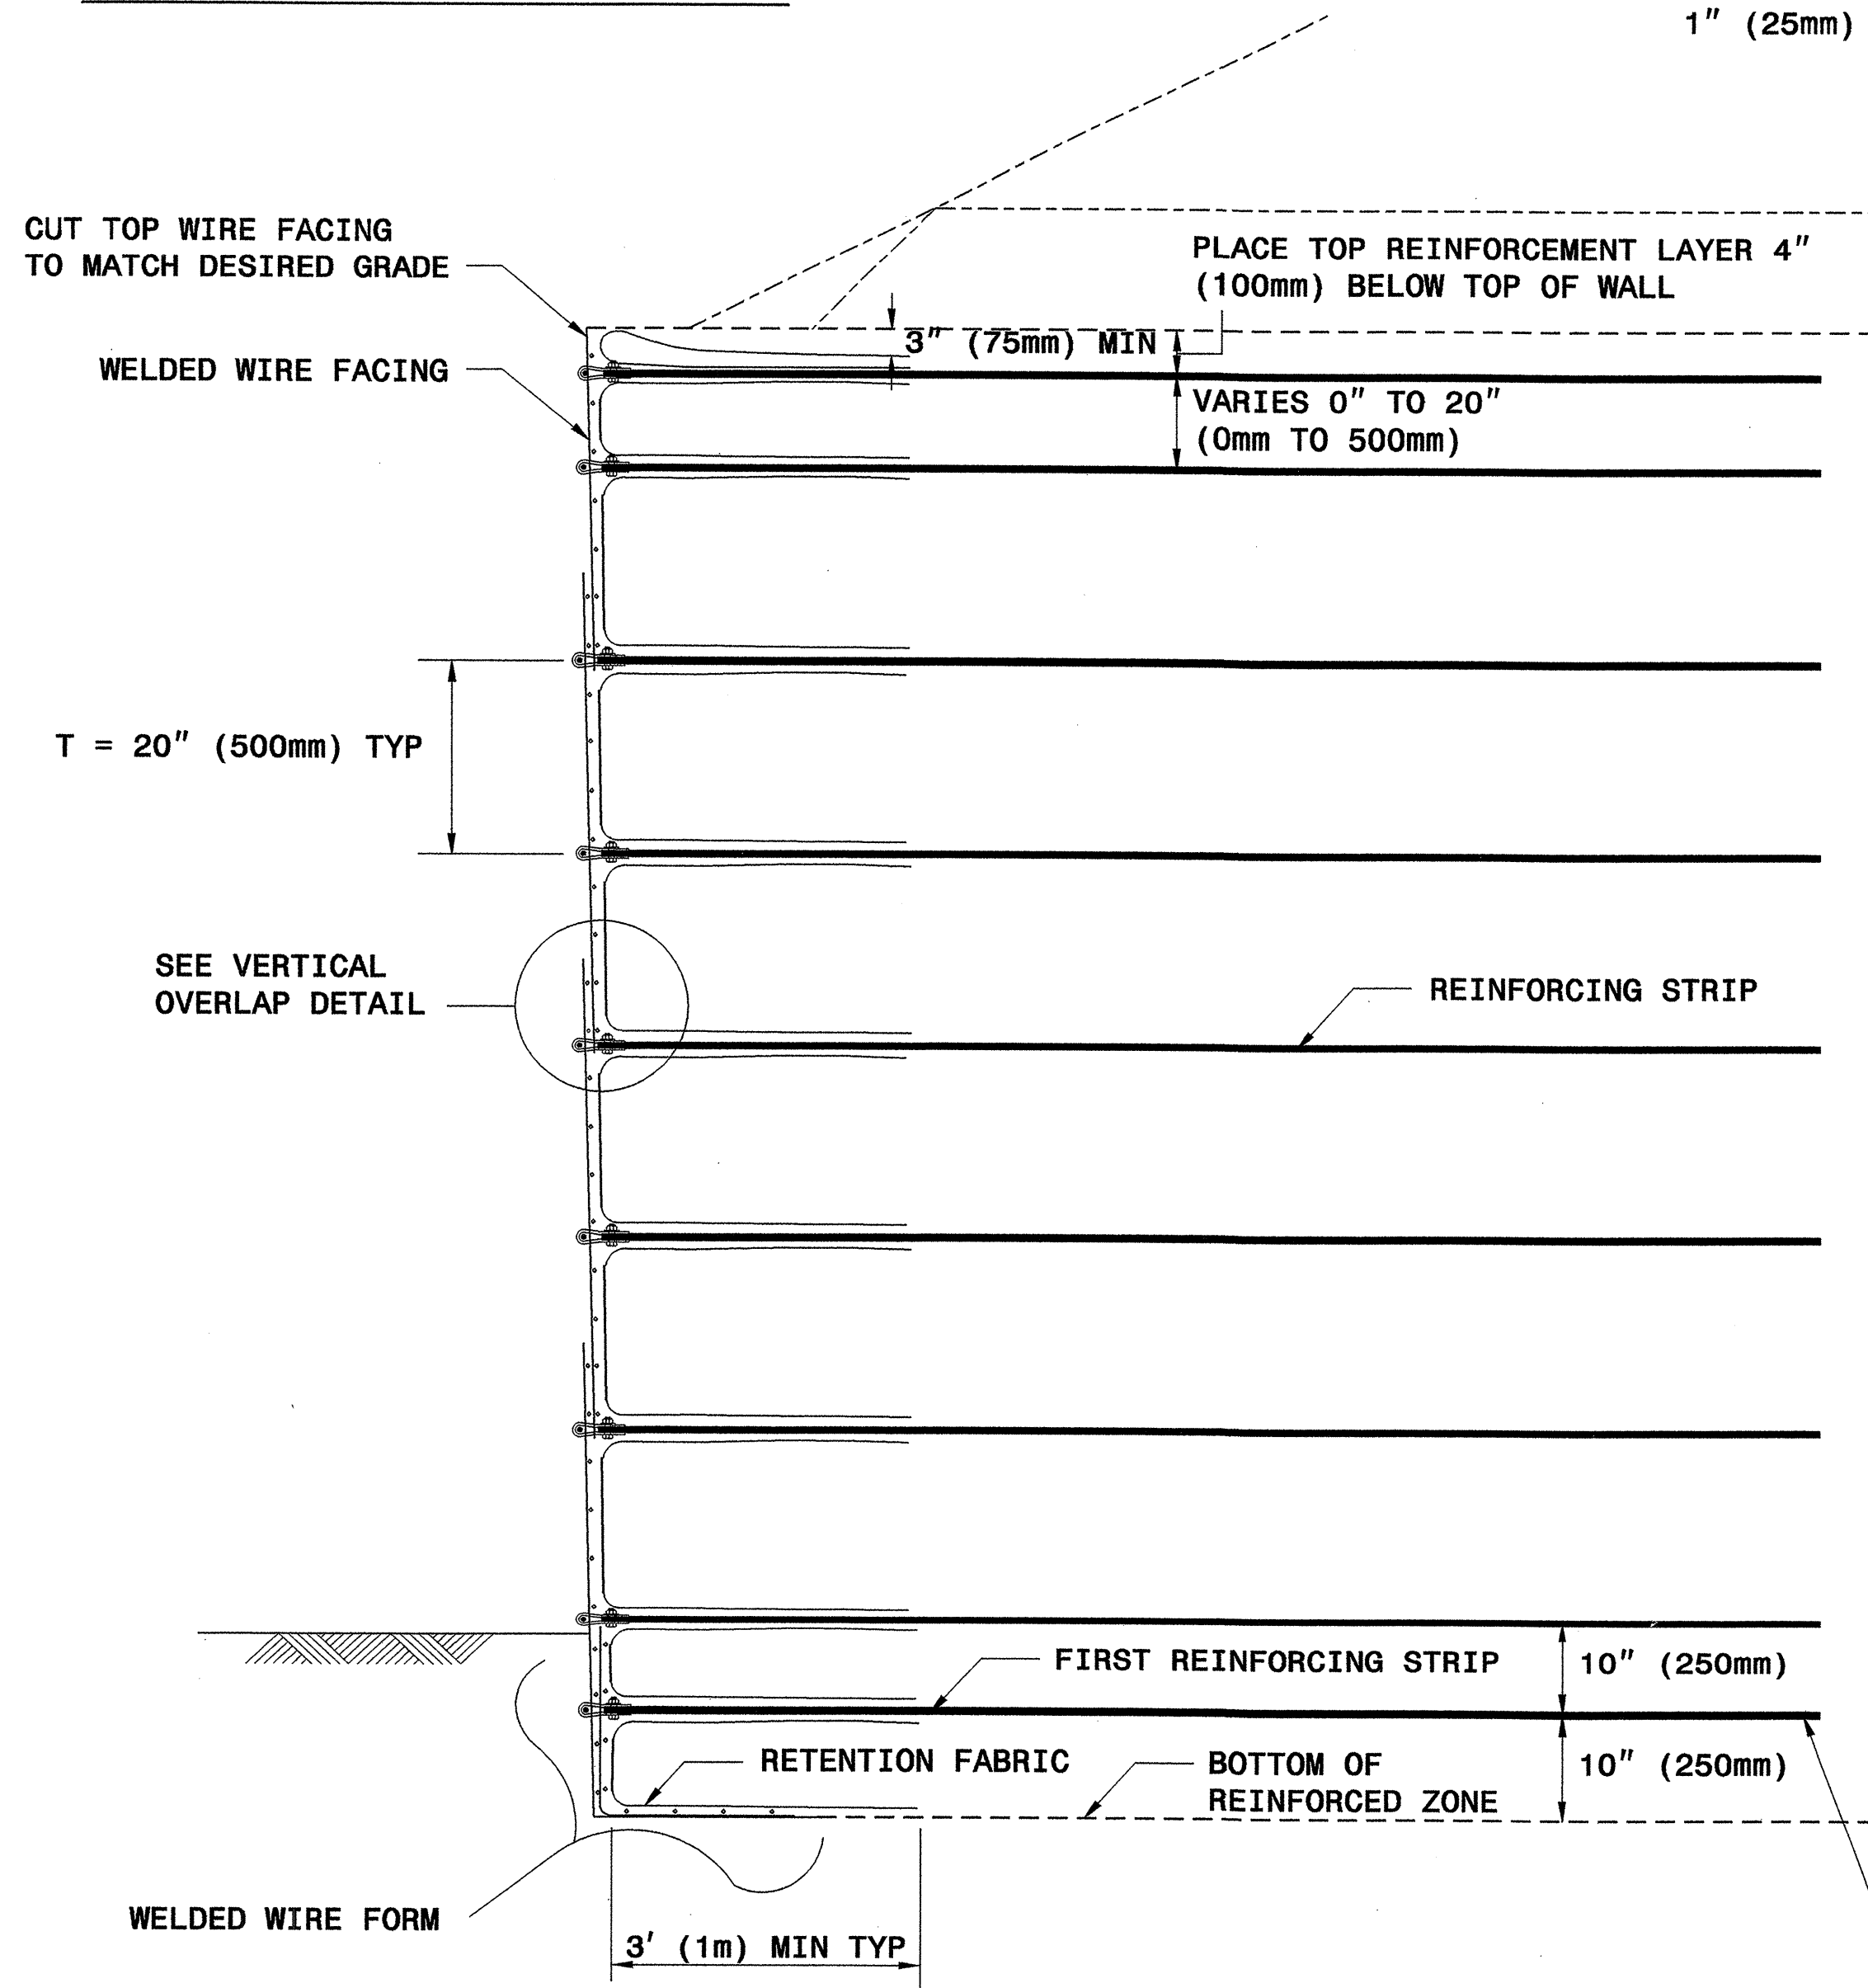 1" (25mm)
CUT TOP WIRE FACING
TO MATCH DESIRED GRADE
PLACE TOP REINFORCEMENT LAYER 4"
(100mm) BELOW TOP OF WALL
3" (75mm) MIN
WELDED WIRE FACING
VARIES 0" TO 20"
(0mm TO 500mm)
T = 20" (500mm) TYP
SEE VERTICAL
OVERLAP DETAIL
REINFORCING STRIP
FIRST REINFORCING STRIP
10" (250mm)
RETENTION FABRIC
BOTTOM OF
REINFORCED ZONE
10" (250mm)
WELDED WIRE FORM
3' (1m) MIN TYP